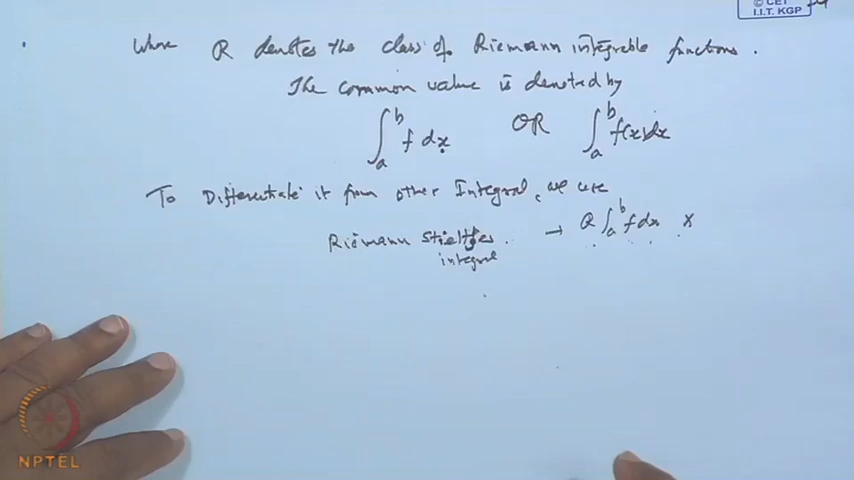 © CET
I.I.T. KGP
Where R denotes the class of Riemann integrable functions.
The common value is denoted by
∫_a^b f dx OR ∫_a^b f(x)dx
To Differentiate it from other Integral, we use
Riemann Stieltjes → R ∫_a^b f dx X
integral
NPTEL